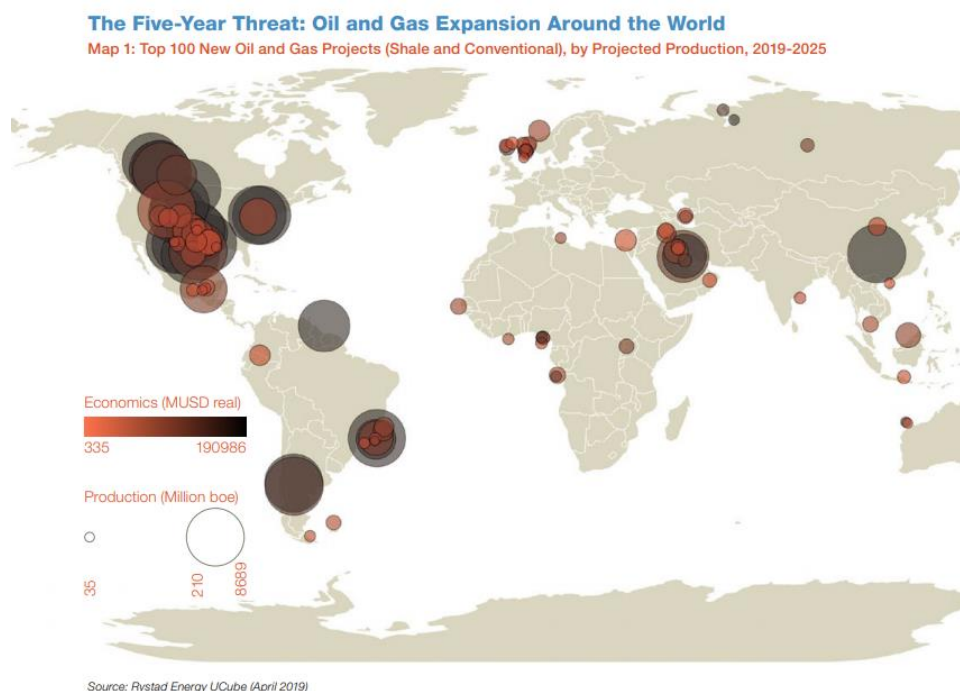 The Five-Year Threat: Oil and Gas Expansion Around the World
Map 1: Top 100 New Oil and Gas Projects (Shale and Conventional), by Projected Production, 2019-2025
Economics (MUSD real)
335 190986
Production (Million boe)
35 210 8689
Source: Rystad Energy UCube (April 2019)